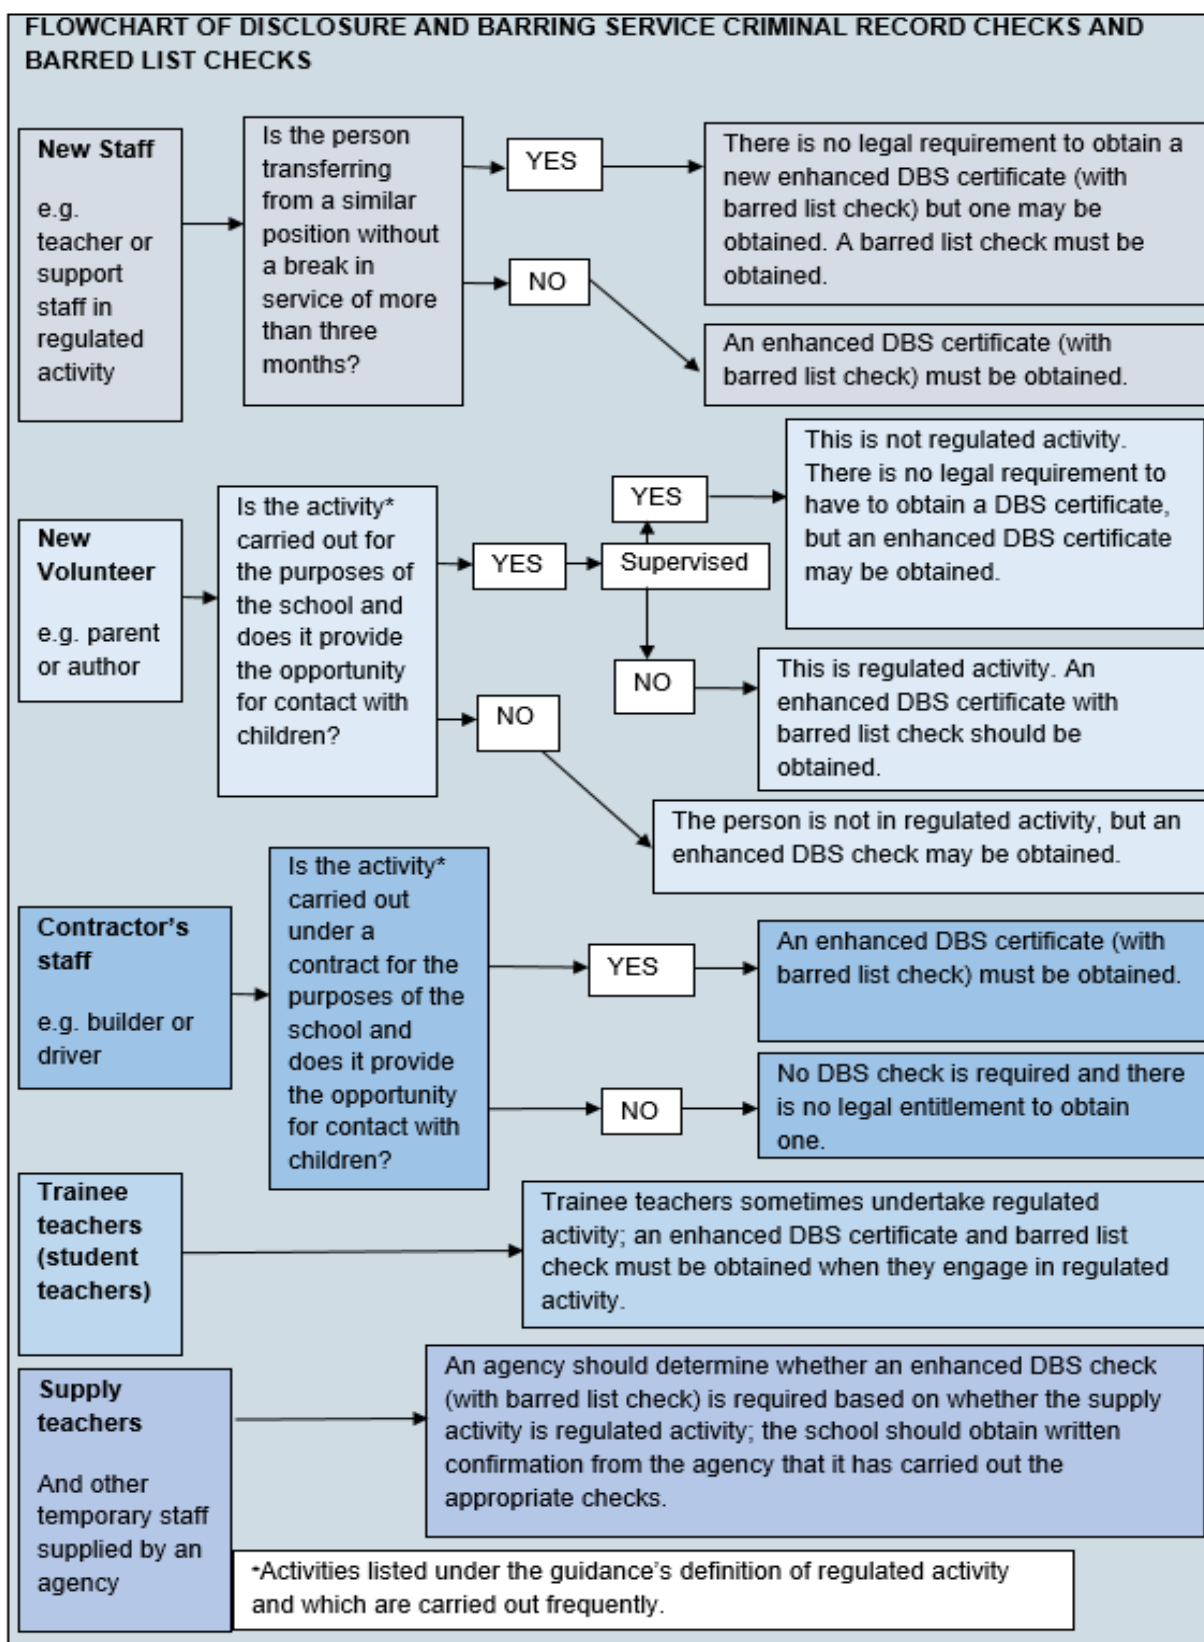 FLOWCHART OF DISCLOSURE AND BARRING SERVICE CRIMINAL RECORD CHECKS AND
BARRED LIST CHECKS
New Staff
e.g.
teacher or
support
staff in
regulated
activity
Is the person
transferring
from a similar
position without
a break in
service of more
than three
months?
YES
There is no legal requirement to obtain a
new enhanced DBS certificate (with
barred list check) but one may be
obtained. A barred list check must be
obtained.
NO
An enhanced DBS certificate (with
barred list check) must be obtained.
New
Volunteer
e.g. parent
or author
Is the activity*
carried out for
the purposes of
the school and
does it provide
the opportunity
for contact with
children?
YES
Supervised
YES
This is not regulated activity.
There is no legal requirement to
have to obtain a DBS certificate,
but an enhanced DBS certificate
may be obtained.
NO
This is regulated activity. An
enhanced DBS certificate with
barred list check should be
obtained.
NO
The person is not in regulated activity, but an
enhanced DBS check may be obtained.
Contractor’s
staff
e.g. builder or
driver
Is the activity*
carried out
under a
contract for the
purposes of the
school and
does it provide
the opportunity
for contact with
children?
YES
An enhanced DBS certificate (with
barred list check) must be obtained.
NO
No DBS check is required and there
is no legal entitlement to obtain
one.
Trainee
teachers
(student
teachers)
Trainee teachers sometimes undertake regulated
activity; an enhanced DBS certificate and barred list
check must be obtained when they engage in regulated
activity.
Supply
teachers
And other
temporary staff
supplied by an
agency
An agency should determine whether an enhanced DBS check
(with barred list check) is required based on whether the supply
activity is regulated activity; the school should obtain written
confirmation from the agency that it has carried out the
appropriate checks.
*Activities listed under the guidance’s definition of regulated activity
and which are carried out frequently.